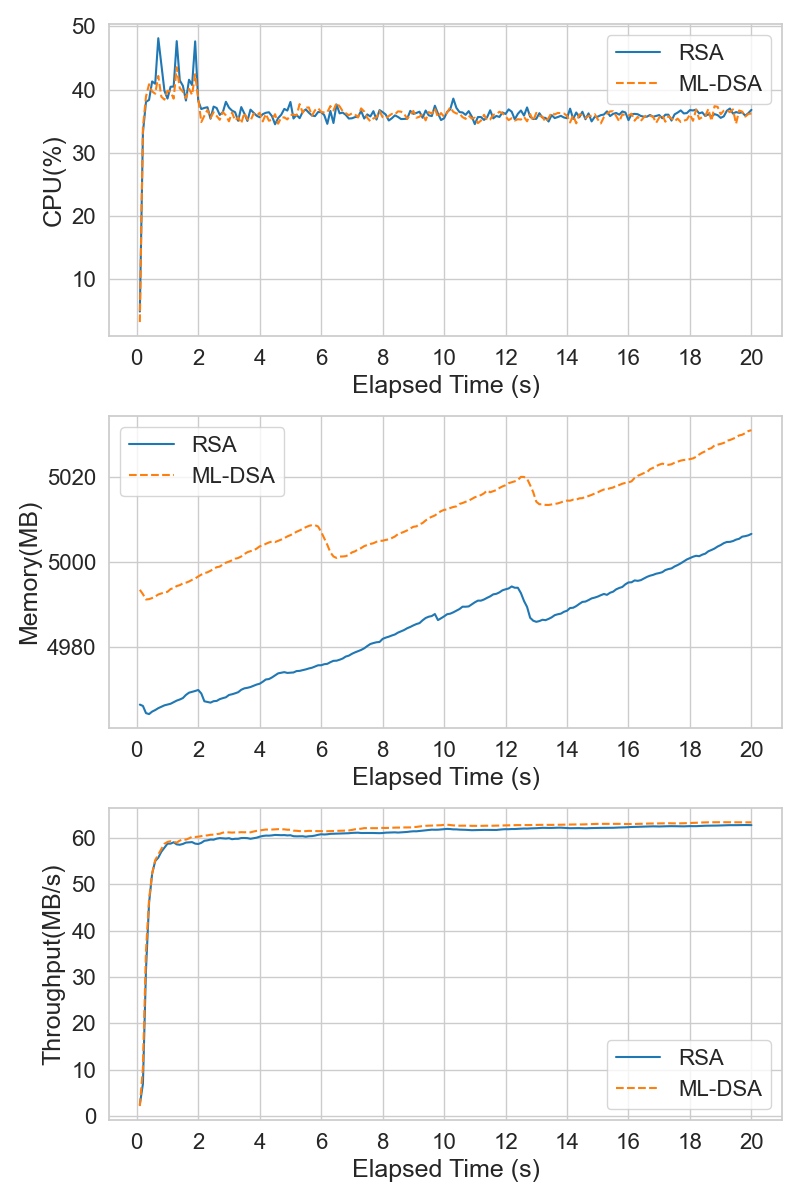 50
40
30
20
10
CPU(%)
RSA
ML-DSA
0 2 4 6 8 10 12 14 16 18 20
Elapsed Time (s)
5020
5000
4980
Memory(MB)
RSA
ML-DSA
0 2 4 6 8 10 12 14 16 18 20
Elapsed Time (s)
60
50
40
30
20
10
0
Throughput(MB/s)
RSA
ML-DSA
0 2 4 6 8 10 12 14 16 18 20
Elapsed Time (s)